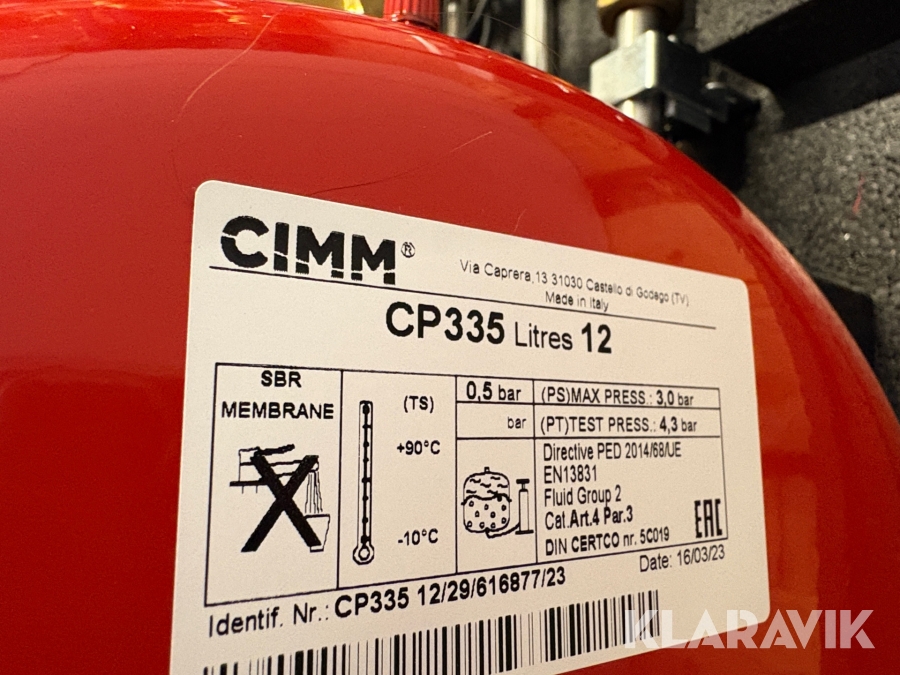 CIMM®
Via Caprera,13 31030 Castello di Godego (TV)
Made in Italy
CP335 Litres 12
SBR
MEMBRANE
(TS)
+90°C
-10°C
0,5 bar
bar
(PS)MAX PRESS.: 3,0 bar
(PT)TEST PRESS.: 4,3 bar
Directive PED 2014/68/UE
EN13831
Fluid Group 2
Cat.Art.4 Par.3
DIN CERTCO nr. 5C019
EAC
Date: 16/03/23
Identif. Nr.: CP335 12/29/616877/23
KLARAVIK